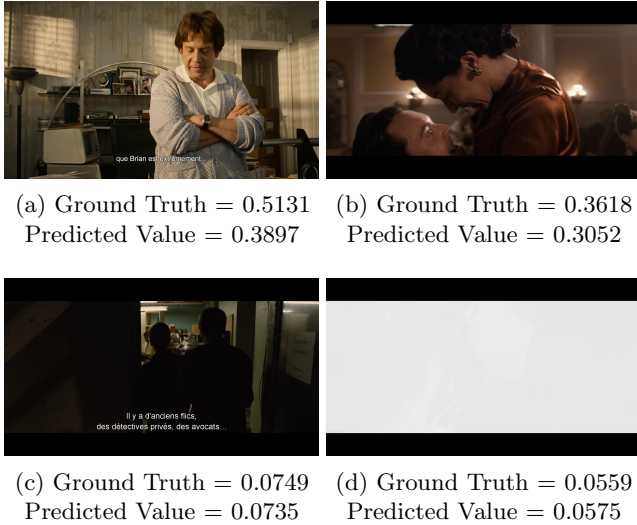 que Brian est extrêmement...
(a) Ground Truth = 0.5131
Predicted Value = 0.3897
(b) Ground Truth = 0.3618
Predicted Value = 0.3052
Il y a d'anciens flics,
des détectives privés, des avocats...
(c) Ground Truth = 0.0749
Predicted Value = 0.0735
(d) Ground Truth = 0.0559
Predicted Value = 0.0575